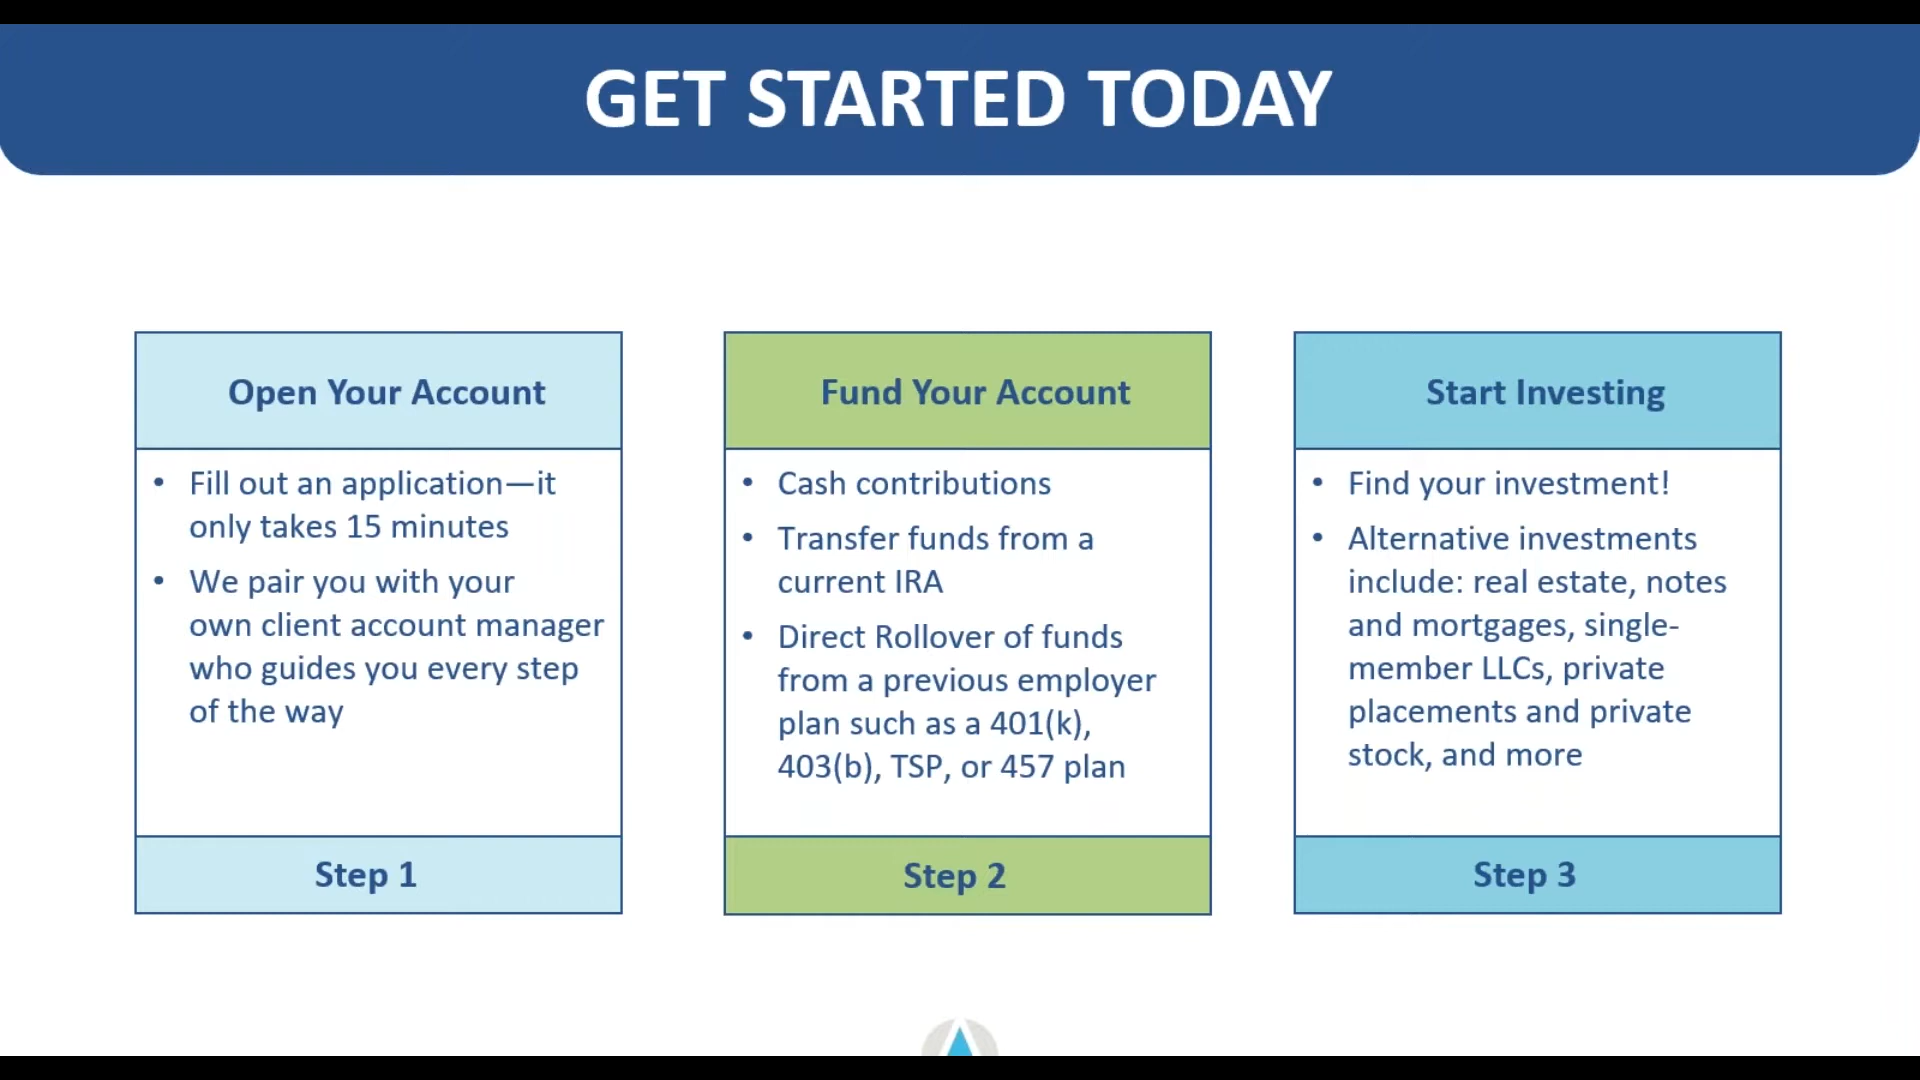 GET STARTED TODAY
Open Your Account
• Fill out an application—it
only takes 15 minutes
• We pair you with your
own client account manager
who guides you every step
of the way
Step 1
Fund Your Account
• Cash contributions
• Transfer funds from a
current IRA
• Direct Rollover of funds
from a previous employer
plan such as a 401(k),
403(b), TSP, or 457 plan
Step 2
Start Investing
• Find your investment!
• Alternative investments
include: real estate, notes
and mortgages, single-
member LLCs, private
placements and private
stock, and more
Step 3